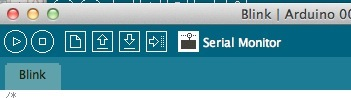 Blink | Arduino 00
Serial Monitor
Blink
/*